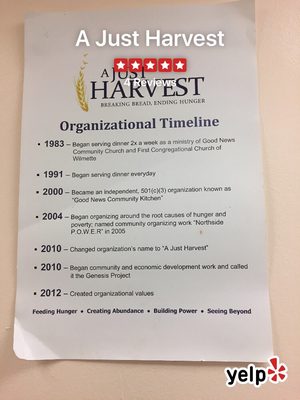 A Just Harvest
4 Reviews
A JUST
HARVEST
BREAKING BREAD, ENDING HUNGER
Organizational Timeline
• 1983 – Began serving dinner 2x a week as a ministry of Good News
Community Church and First Congregational Church of
Wilmette
• 1991 – Began serving dinner everyday
• 2000 – Became an independent, 501(c)(3) organization known as
"Good News Community Kitchen"
• 2004 – Began organizing around the root causes of hunger and
poverty; named community organizing work "Northside
P.O.W.E.R" in 2005
• 2010 – Changed organization's name to "A Just Harvest"
• 2010 – Began community and economic development work and called
it the Genesis Project
• 2012 – Created organizational values
Feeding Hunger • Creating Abundance • Building Power • Seeing Beyond
yelp